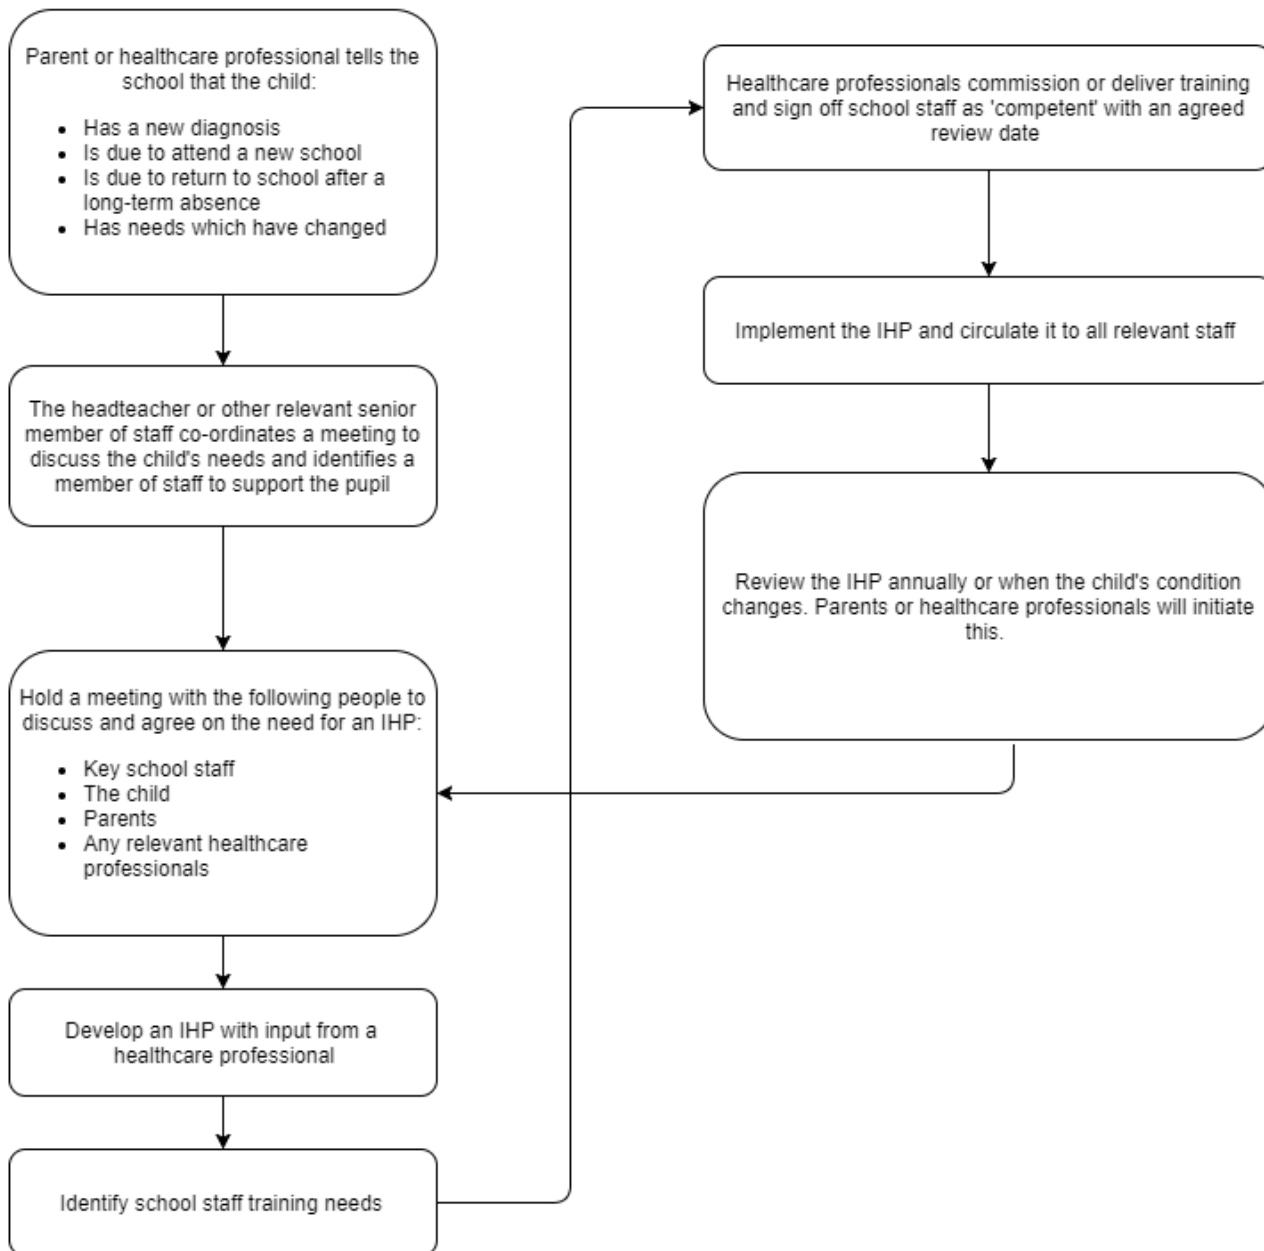 Parent or healthcare professional tells the
school that the child:
• Has a new diagnosis
• Is due to attend a new school
• Is due to return to school after a
long-term absence
• Has needs which have changed
The headteacher or other relevant senior
member of staff co-ordinates a meeting to
discuss the child's needs and identifies a
member of staff to support the pupil
Hold a meeting with the following people to
discuss and agree on the need for an IHP:
• Key school staff
• The child
• Parents
• Any relevant healthcare
professionals
Develop an IHP with input from a
healthcare professional
Identify school staff training needs
Healthcare professionals commission or deliver training
and sign off school staff as 'competent' with an agreed
review date
Implement the IHP and circulate it to all relevant staff
Review the IHP annually or when the child's condition
changes. Parents or healthcare professionals will initiate
this.